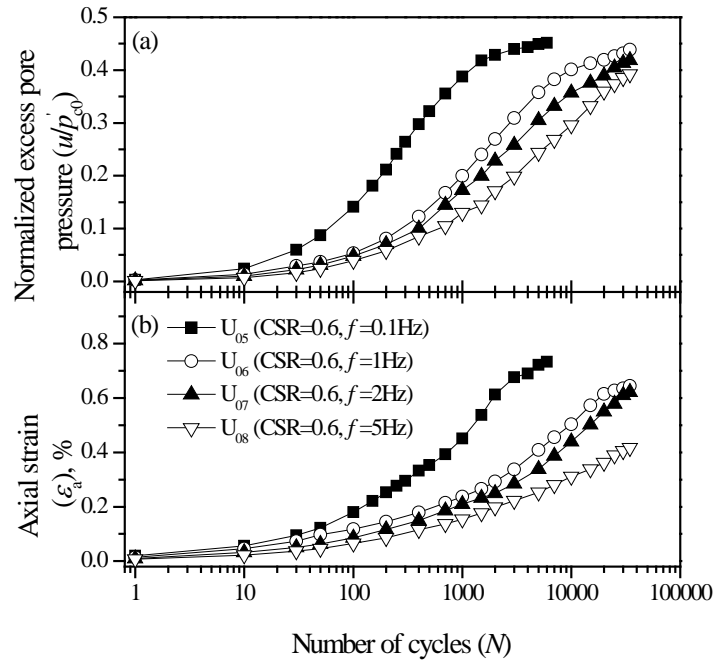 (a)
Normalized excess pore
pressure (u/p'c0)
0.5
0.4
0.3
0.2
0.1
0.0
(b)
U05 (CSR=0.6, f=0.1Hz)
U06 (CSR=0.6, f=1Hz)
U07 (CSR=0.6, f=2Hz)
U08 (CSR=0.6, f=5Hz)
Axial strain
(εa), %
0.8
0.6
0.4
0.2
0.0
1 10 100 1000 10000 100000
Number of cycles (N)